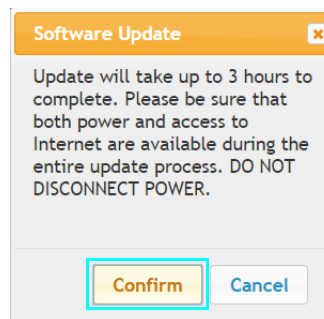 Software Update
Update will take up to 3 hours to
complete. Please be sure that
both power and access to
Internet are available during the
entire update process. DO NOT
DISCONNECT POWER.
Confirm
Cancel